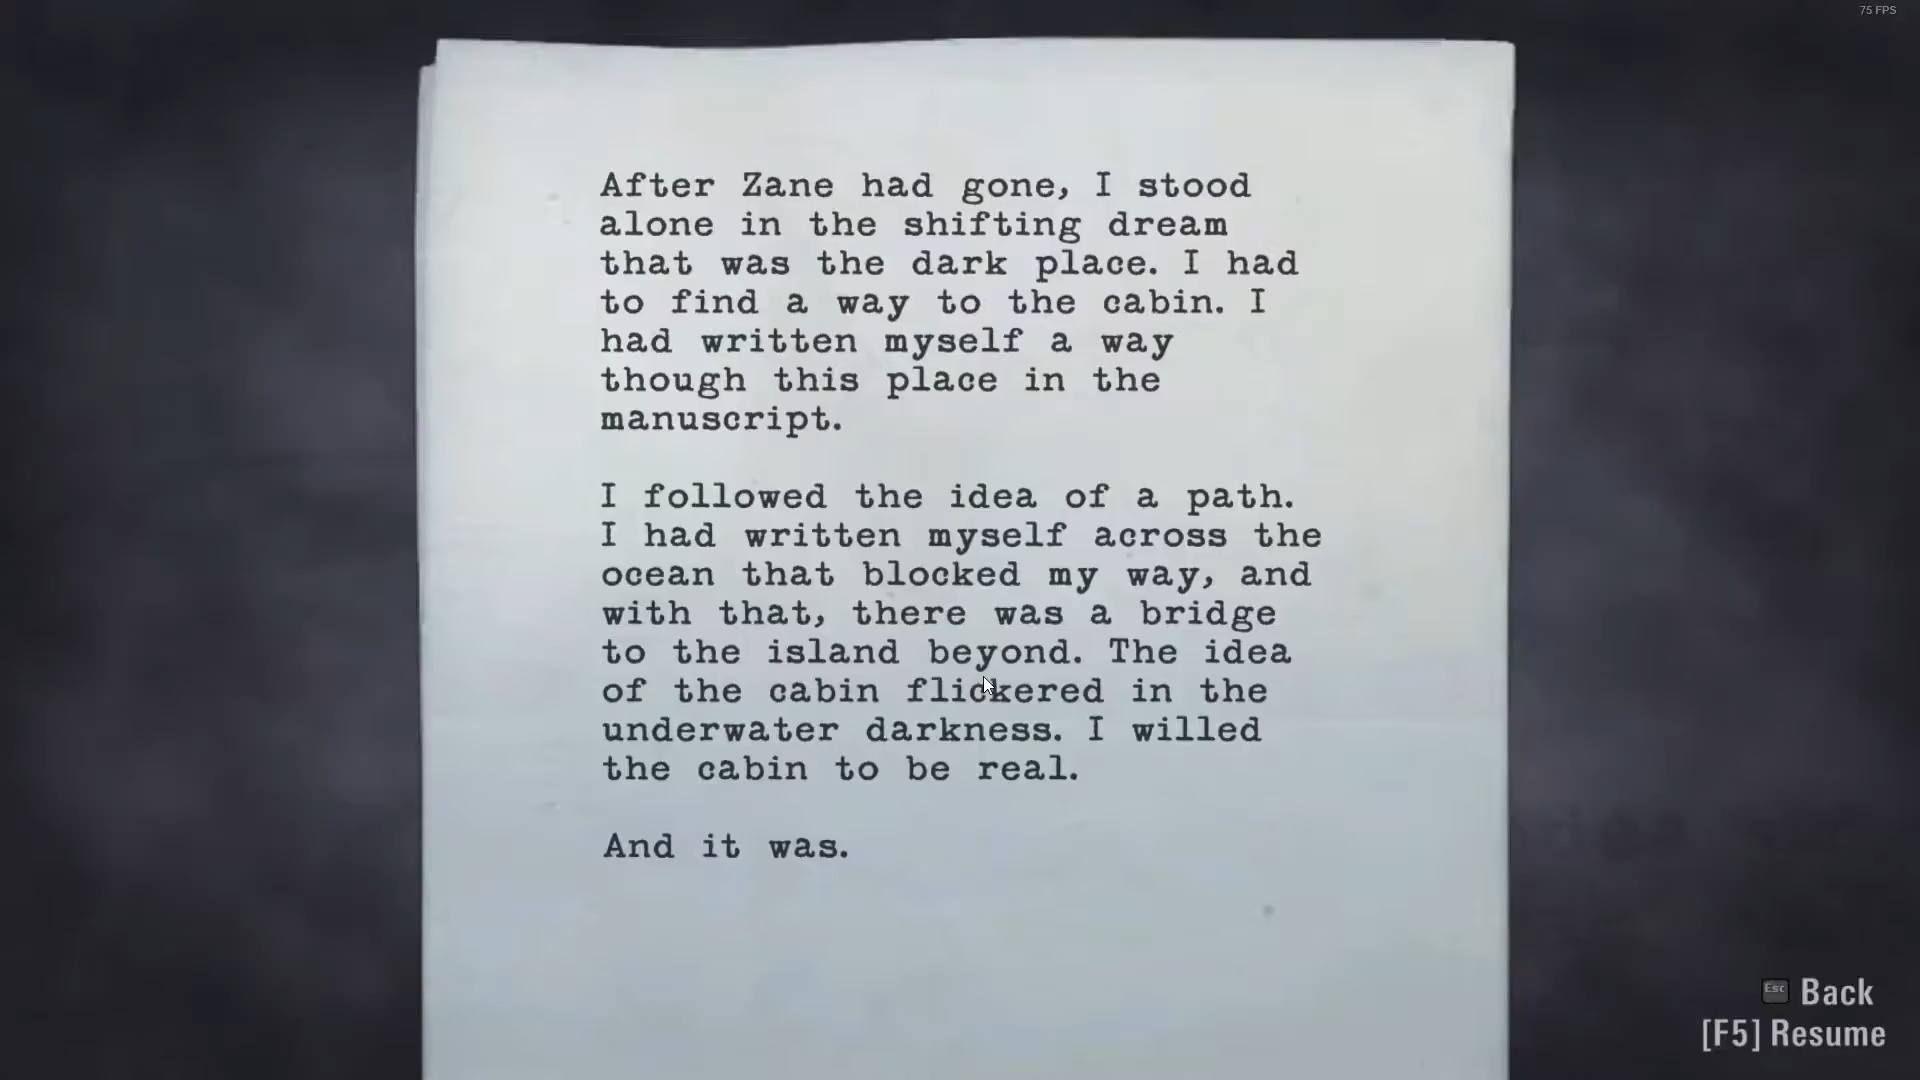 75 FPS
After Zane had gone, I stood
alone in the shifting dream
that was the dark place. I had
to find a way to the cabin. I
had written myself a way
though this place in the
manuscript.
I followed the idea of a path.
I had written myself across the
ocean that blocked my way, and
with that, there was a bridge
to the island beyond. The idea
of the cabin flickered in the
underwater darkness. I willed
the cabin to be real.
And it was.
Esc Back
[F5] Resume